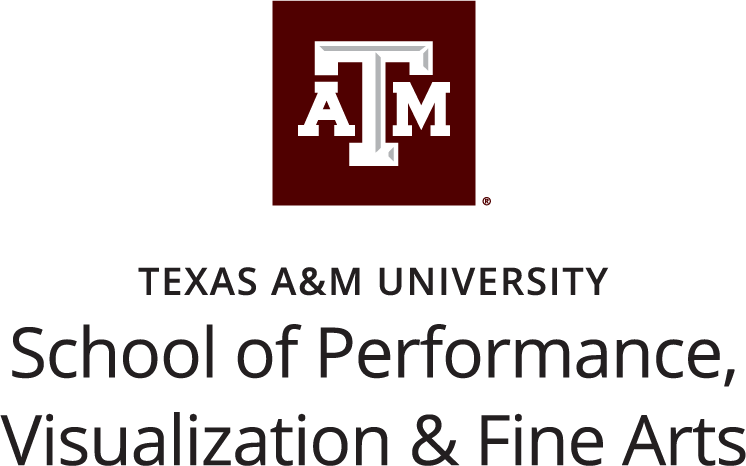 ATM
®
TEXAS A&M UNIVERSITY
School of Performance,
Visualization & Fine Arts